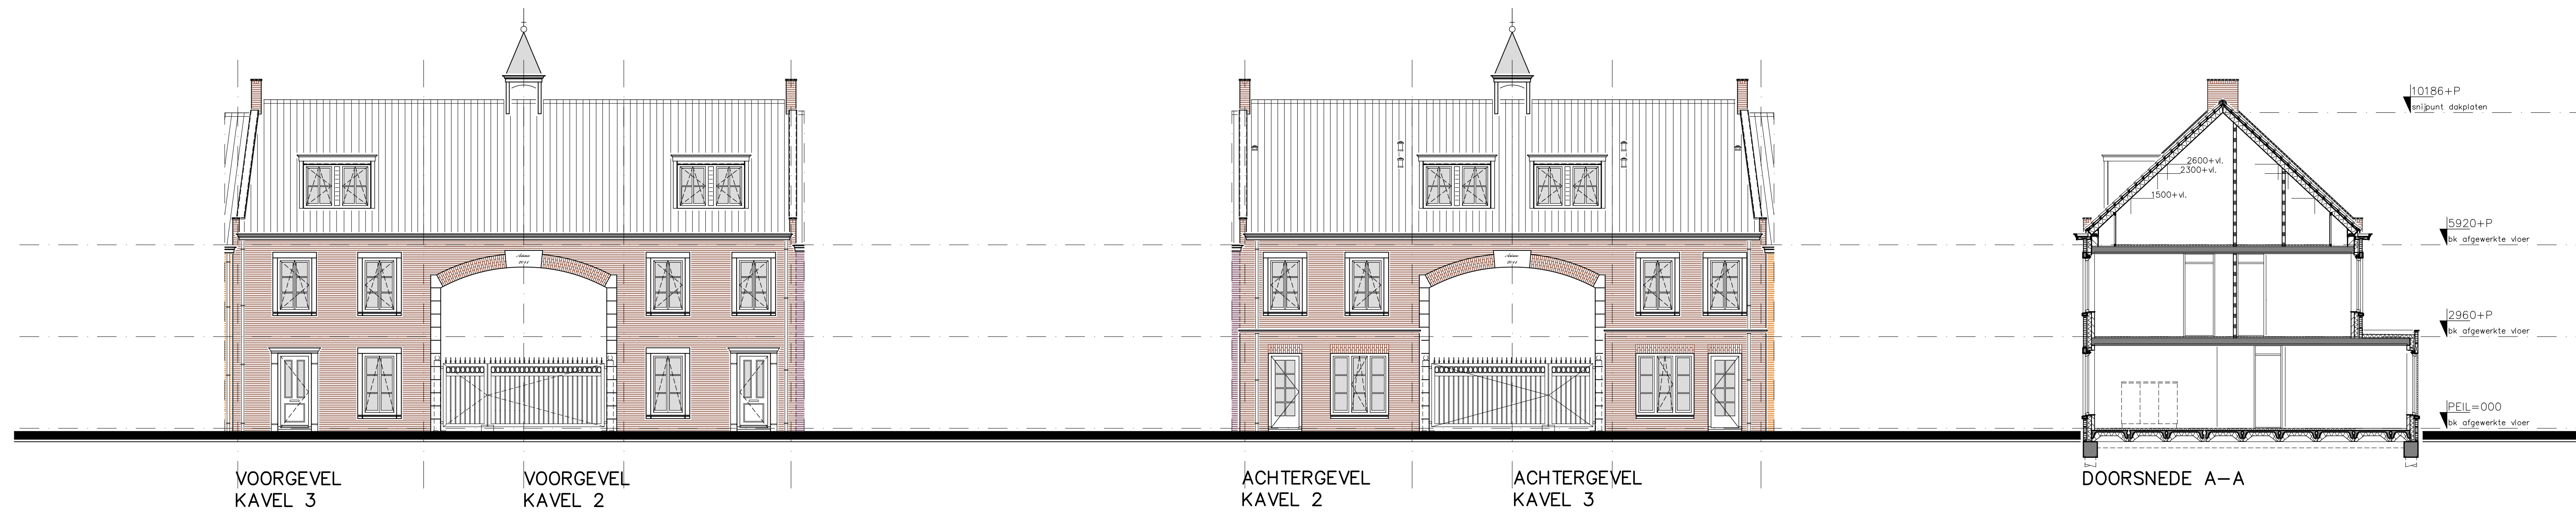 VOORGEVEL
KAVEL 3
VOORGEVEL
KAVEL 2
ACHTERGEVEL
KAVEL 2
ACHTERGEVEL
KAVEL 3
2600+vl.
2300+vl.
1500+vl.
DOORSNEDE A-A
10186+P
snijpunt dakplaten
5920+P
bk afgewerkte vloer
2960+P
bk afgewerkte vloer
PEIL=000
bk afgewerkte vloer